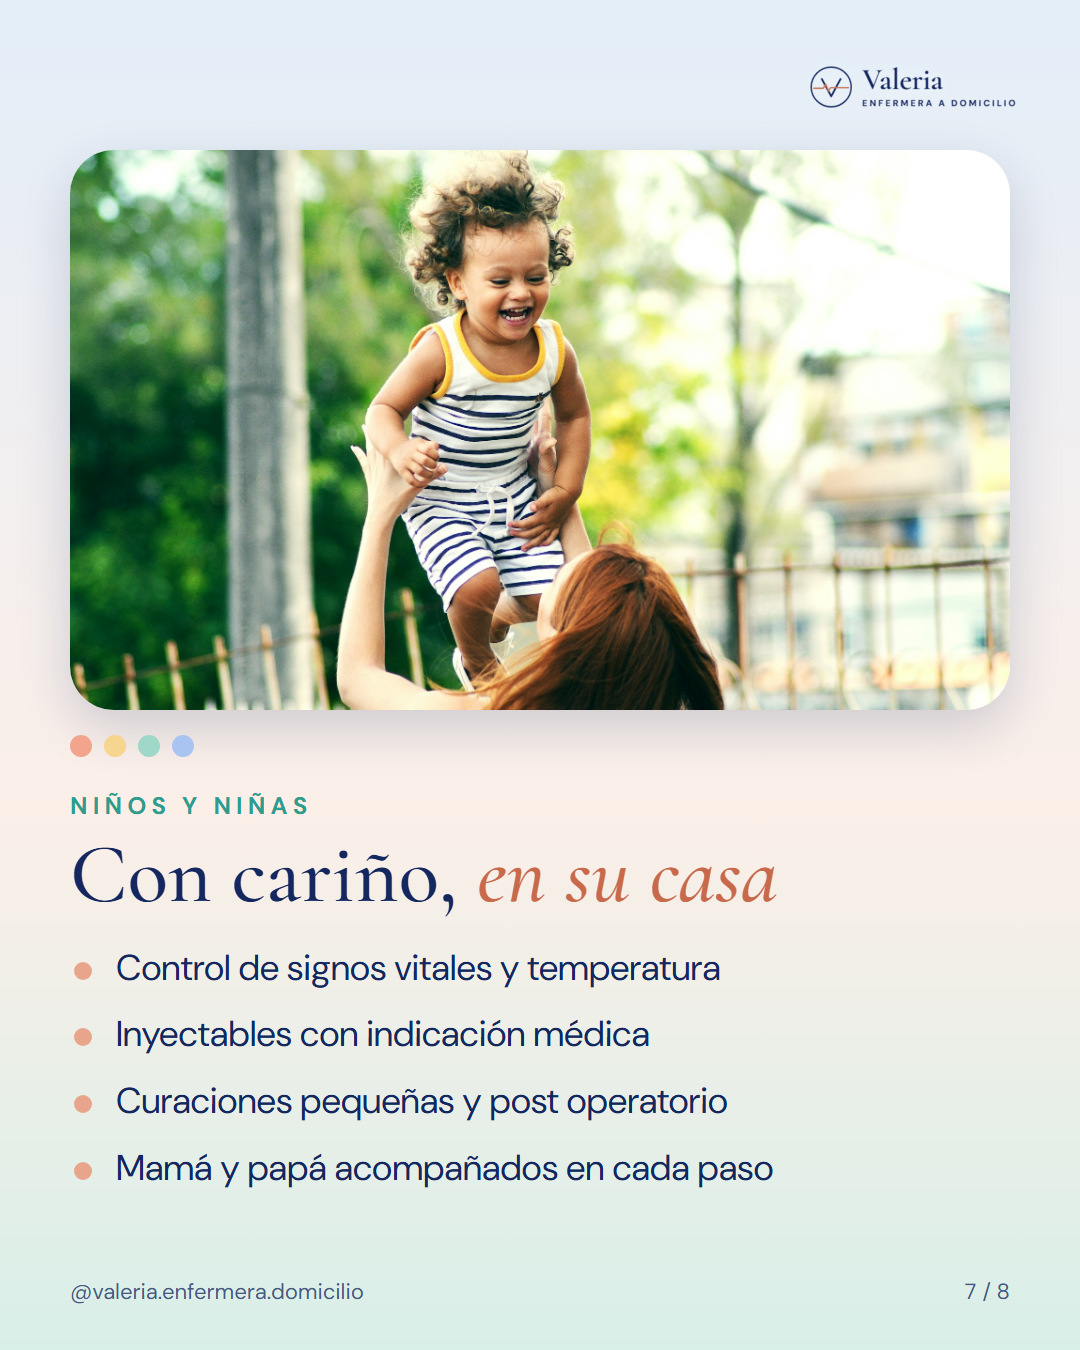 Valeria
ENFERMERA A DOMICILIO
NIÑOS Y NIÑAS
Con cariño, en su casa
Control de signos vitales y temperatura
Inyectables con indicación médica
Curaciones pequeñas y post operatorio
Mamá y papá acompañados en cada paso
@valeria.enfermera.domicilio
7 / 8